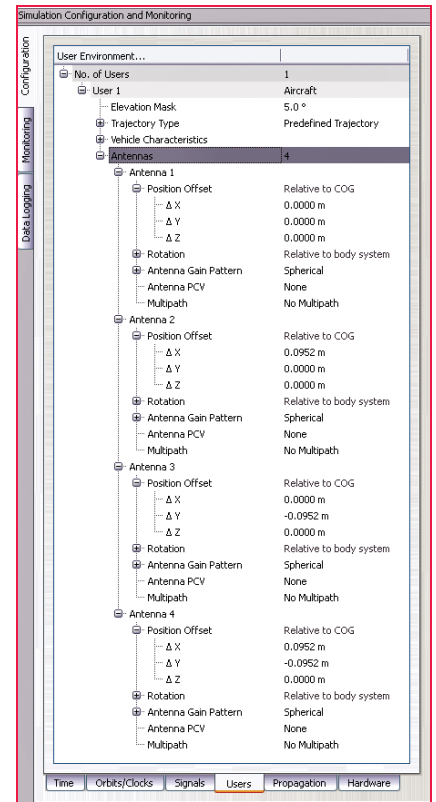 Simulation Configuration and Monitoring
Configuration
Monitoring
Data Logging
User Environment...
No. of Users 1
User 1 Aircraft
Elevation Mask 5.0 °
Trajectory Type Predefined Trajectory
Vehicle Characteristics
Antennas 4
Antenna 1
Position Offset Relative to COG
Δ X 0.0000 m
Δ Y 0.0000 m
Δ Z 0.0000 m
Rotation Relative to body system
Antenna Gain Pattern Spherical
Antenna PCV None
Multipath No Multipath
Antenna 2
Position Offset Relative to COG
Δ X 0.0952 m
Δ Y 0.0000 m
Δ Z 0.0000 m
Rotation Relative to body system
Antenna Gain Pattern Spherical
Antenna PCV None
Multipath No Multipath
Antenna 3
Position Offset Relative to COG
Δ X 0.0000 m
Δ Y -0.0952 m
Δ Z 0.0000 m
Rotation Relative to body system
Antenna Gain Pattern Spherical
Antenna PCV None
Multipath No Multipath
Antenna 4
Position Offset Relative to COG
Δ X 0.0952 m
Δ Y -0.0952 m
Δ Z 0.0000 m
Rotation Relative to body system
Antenna Gain Pattern Spherical
Antenna PCV None
Multipath No Multipath
Time Orbits/Clocks Signals Users Propagation Hardware